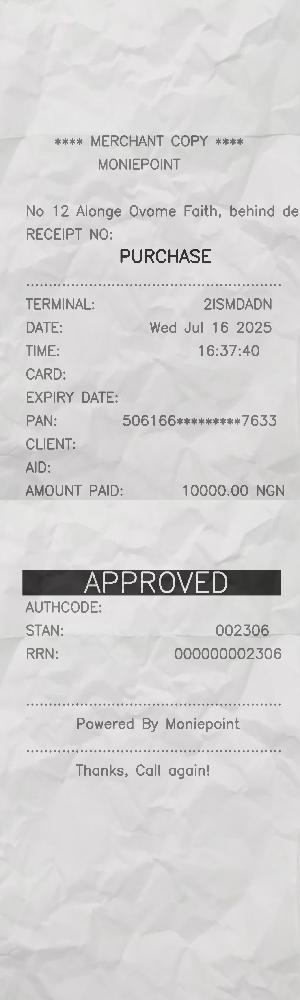 **** MERCHANT COPY ****
MONIEPOINT
No 12 Alonge Ovome Faith, behind de
RECEIPT NO:
PURCHASE
TERMINAL: 2ISMDADN
DATE: Wed Jul 16 2025
TIME: 16:37:40
CARD:
EXPIRY DATE:
PAN: 506166*********7633
CLIENT:
AID:
AMOUNT PAID: 10000.00 NGN
APPROVED
AUTHCODE:
STAN: 002306
RRN: 000000002306
Powered By Moniepoint
Thanks, Call again!